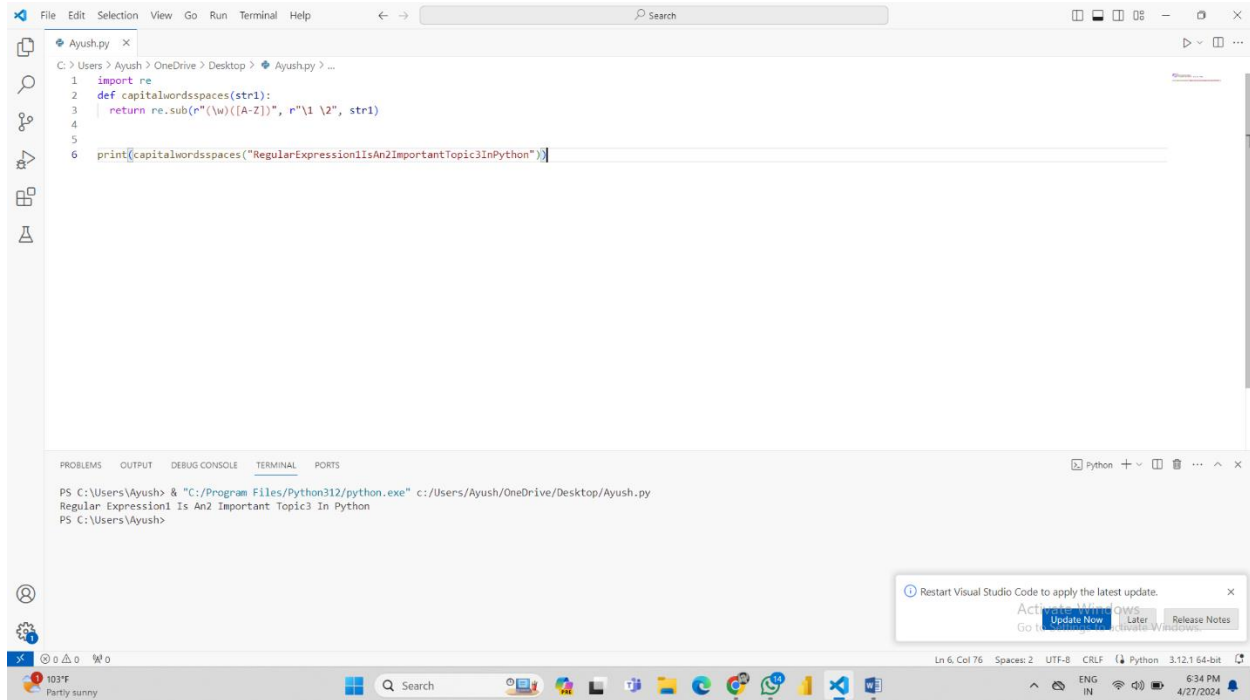 File Edit Selection View Go Run Terminal Help
Search
Ayush.py
C: > Users > Ayush > OneDrive > Desktop > Ayush.py > ...
1 import re
2 def capitalwordsspaces(str1):
3   return re.sub(r"(\w)([A-Z])", r"\1 \2", str1)
4
5
6 print(capitalwordsspaces("RegularExpression1IsAn2ImportantTopic3InPython"))
PROBLEMS OUTPUT DEBUG CONSOLE TERMINAL PORTS
Python
PS C:\Users\Ayush> & "C:/Program Files/Python312/python.exe" c:/Users/Ayush/OneDrive/Desktop/Ayush.py
Regular Expression1 Is An2 Important Topic3 In Python
PS C:\Users\Ayush>
Restart Visual Studio Code to apply the latest update.
Activate Windows
Go to Settings to activate Windows.
Update Now Later Release Notes
1
0 0 0
Ln 6, Col 76 Spaces: 2 UTF-8 CRLF Python 3.12.1 64-bit
1
103°F
Partly sunny
Search
14
ENG
IN
6:34 PM
4/27/2024